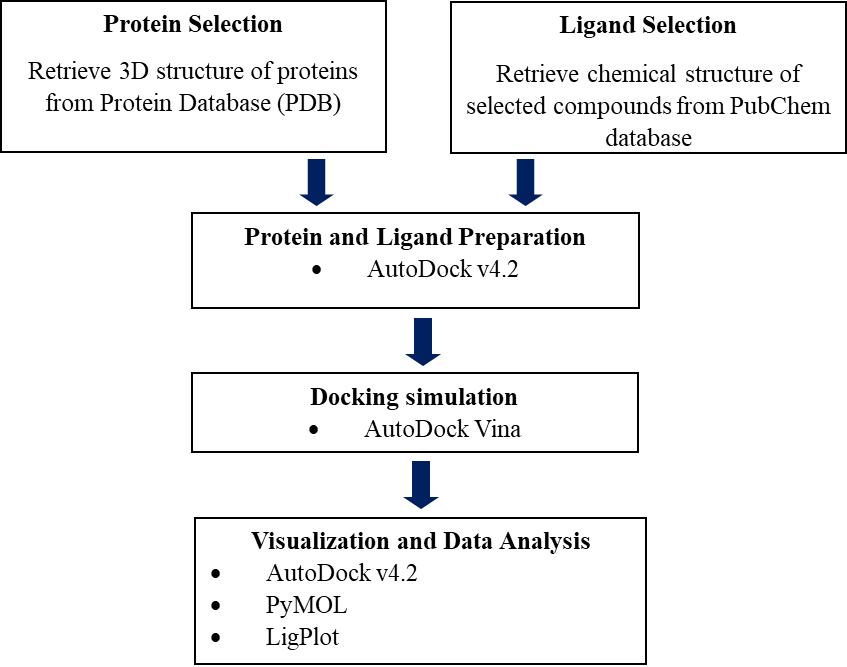 Protein Selection
Retrieve 3D structure of proteins
from Protein Database (PDB)
Ligand Selection
Retrieve chemical structure of
selected compounds from PubChem
database
Protein and Ligand Preparation
• AutoDock v4.2
Docking simulation
• AutoDock Vina
Visualization and Data Analysis
• AutoDock v4.2
• PyMOL
• LigPlot